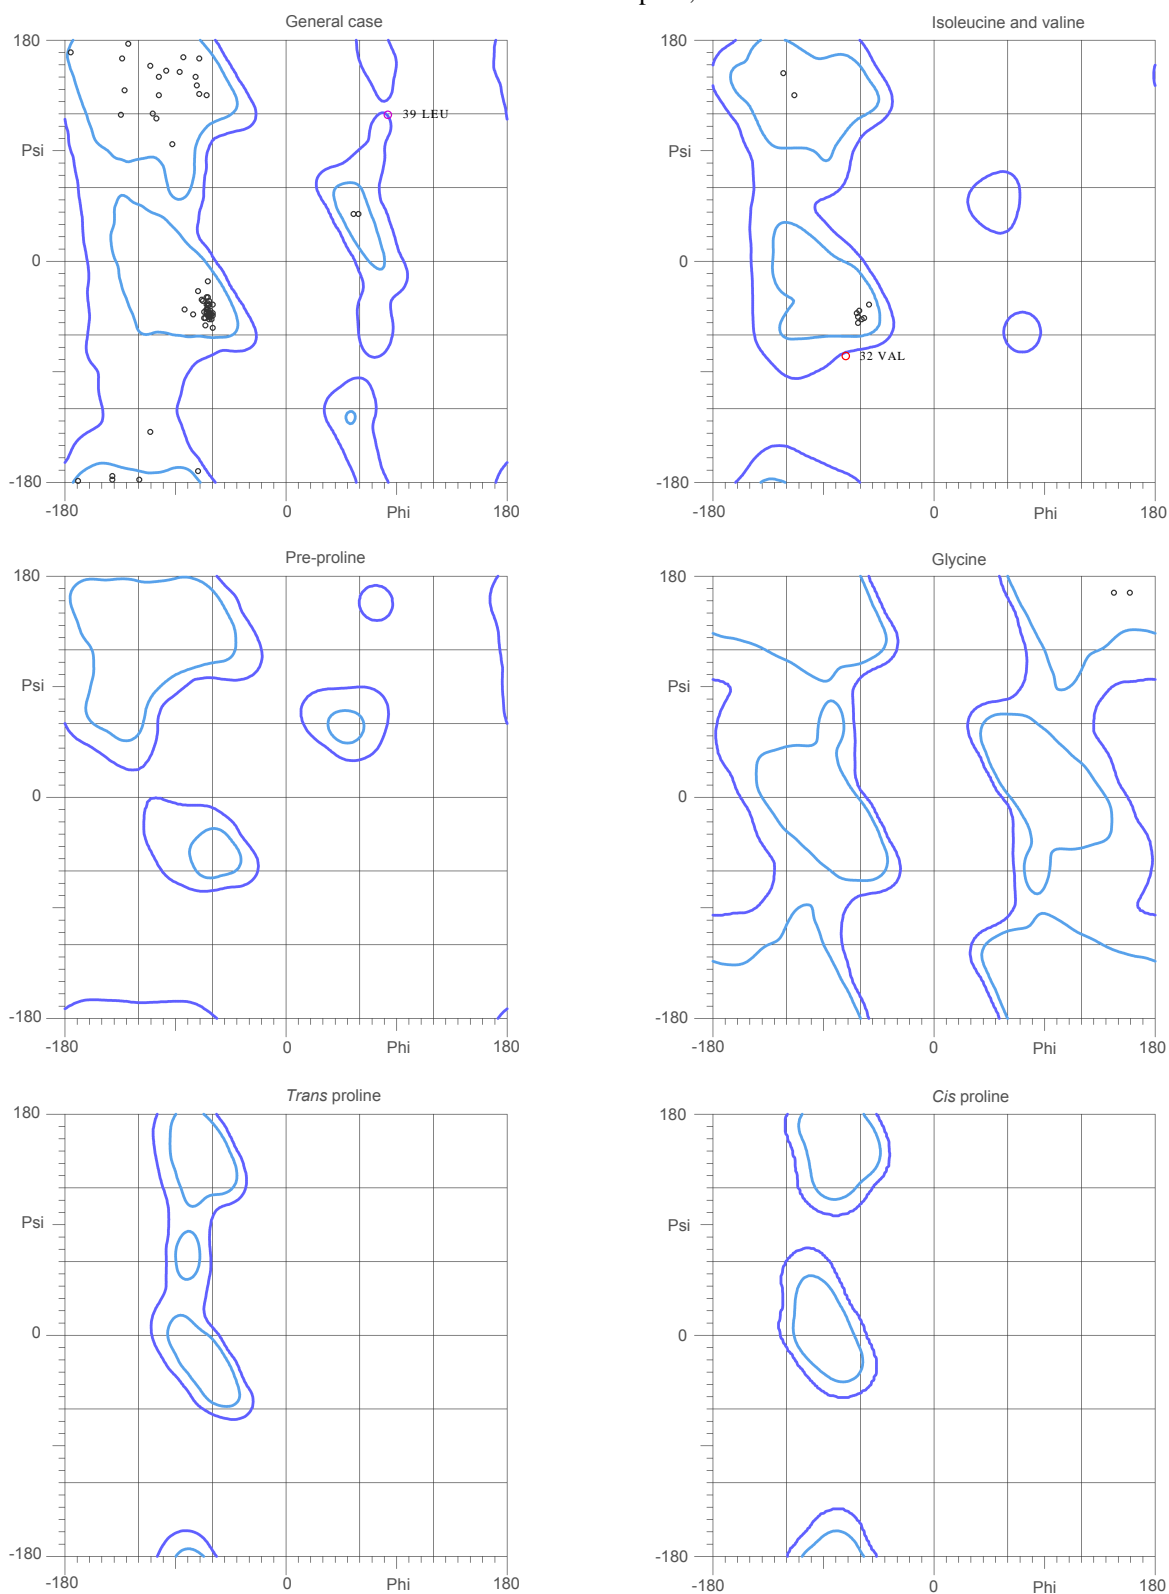 General case
180
Psi
0
-180
-180
0
Phi
180
39 LEU
Isoleucine and valine
180
Psi
0
-180
-180
0
Phi
180
32 VAL
Pre-proline
180
Psi
0
-180
-180
0
Phi
180
Glycine
180
Psi
0
-180
-180
0
Phi
180
Trans proline
180
Psi
0
-180
-180
0
Phi
180
Cis proline
180
Psi
0
-180
-180
0
Phi
180